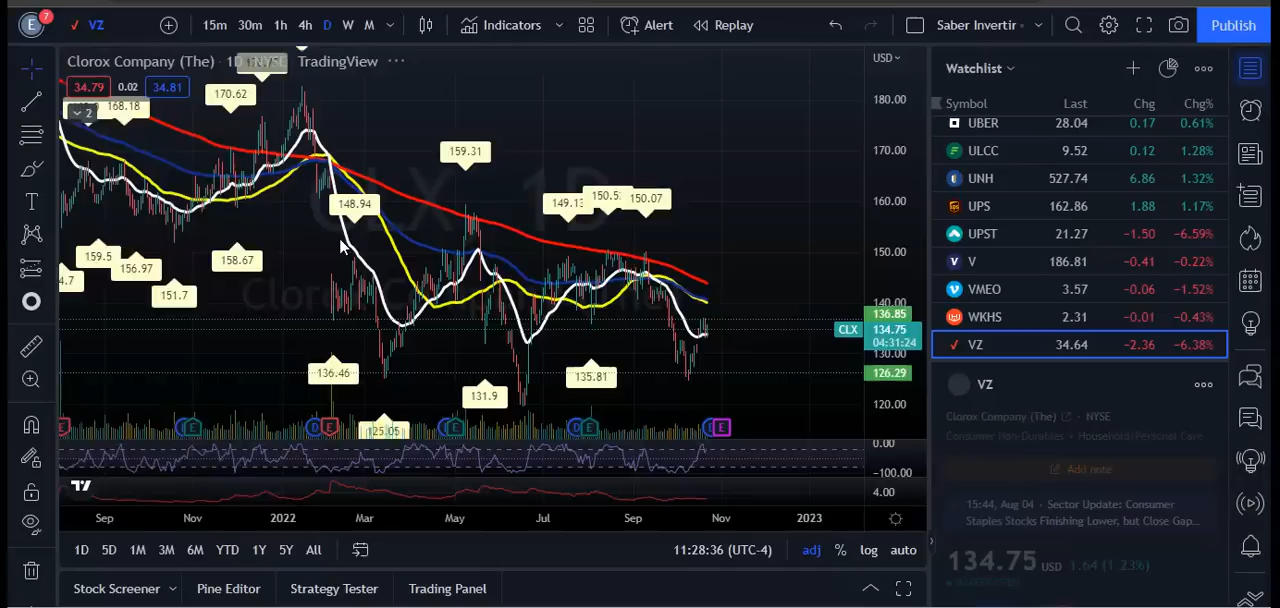 E 7 VZ 15m 30m 1h 4h D W M Indicators Alert Replay Saber Invertir Publish
Clorox Company (The) · 1D NYSE TradingView ···
USD
34.79 0.02 34.81
2
168.18
170.62
159.31
148.94
149.13
150.07
159.5
156.97
158.67
151.7
136.46
131.9
135.81
CLX 1D
180.00
170.00
160.00
150.00
140.00
136.85
CLX 134.75
04:31:24
130.00
126.29
120.00
0.00
−100.00
4.00
E D E D E D E E
Sep Nov 2022 Mar May Jul Sep Nov 2023
1D 5D 1M 3M 6M YTD 1Y 5Y All 11:28:36 (UTC-4) adj % log auto
Stock Screener Pine Editor Strategy Tester Trading Panel
Watchlist
Symbol Last Chg Chg%
UBER 28.04 0.17 0.61%
ULCC 9.52 0.12 1.28%
UNH 527.74 6.86 1.32%
UPS 162.86 1.88 1.17%
UPST 21.27 −1.50 −6.59%
V 186.81 −0.41 −0.22%
VMEO 3.57 −0.06 −1.52%
WKHS 2.31 −0.01 −0.43%
VZ 34.64 −2.36 −6.38%
VZ
Clorox Company (The) · NYSE
Consumer Non-Durables • Household/Personal Care
Add note
15:44, Aug 04 · Sector Update: Consumer
Staples Stocks Finishing Lower, but Close Gap...
134.75 USD 1.64 (1.23%)